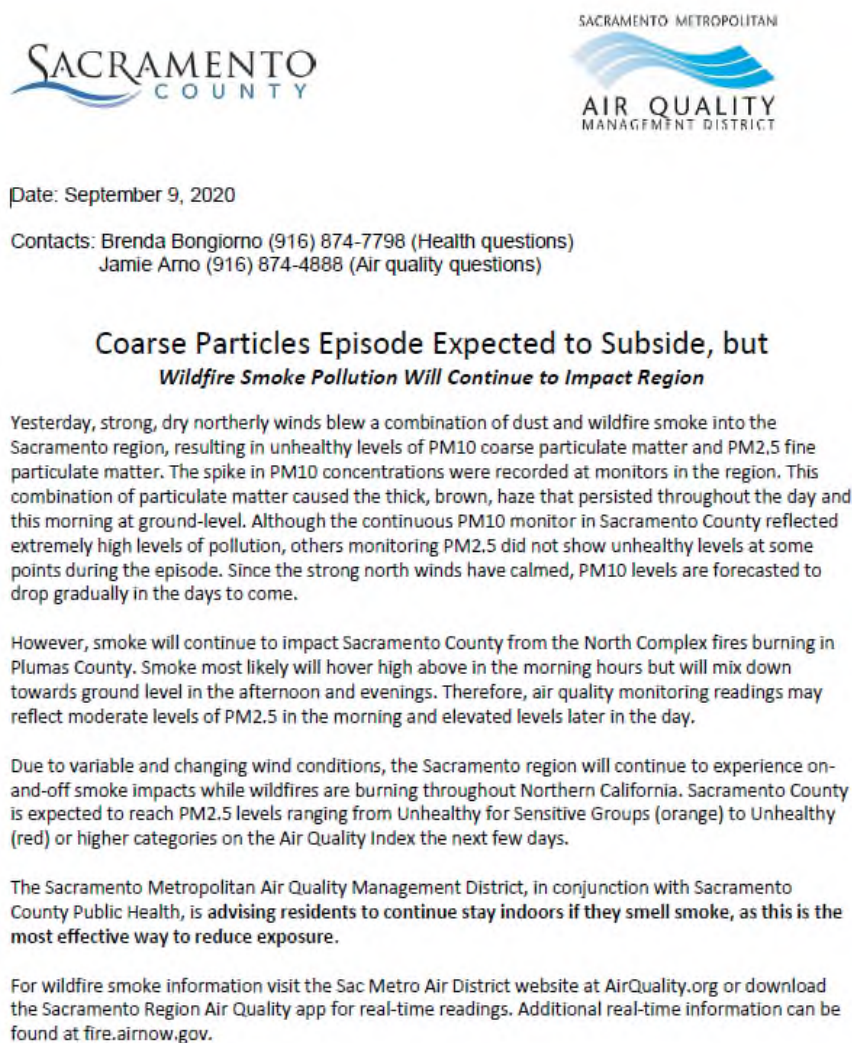 SACRAMENTO
COUNTY
SACRAMENTO METROPOLITAN
AIR QUALITY
MANAGEMENT DISTRICT
Date: September 9, 2020
Contacts: Brenda Bongiorno (916) 874-7798 (Health questions)
Jamie Arno (916) 874-4888 (Air quality questions)
Coarse Particles Episode Expected to Subside, but
Wildfire Smoke Pollution Will Continue to Impact Region
Yesterday, strong, dry northerly winds blew a combination of dust and wildfire smoke into the
Sacramento region, resulting in unhealthy levels of PM10 coarse particulate matter and PM2.5 fine
particulate matter. The spike in PM10 concentrations were recorded at monitors in the region. This
combination of particulate matter caused the thick, brown, haze that persisted throughout the day and
this morning at ground-level. Although the continuous PM10 monitor in Sacramento County reflected
extremely high levels of pollution, others monitoring PM2.5 did not show unhealthy levels at some
points during the episode. Since the strong north winds have calmed, PM10 levels are forecasted to
drop gradually in the days to come.
However, smoke will continue to impact Sacramento County from the North Complex fires burning in
Plumas County. Smoke most likely will hover high above in the morning hours but will mix down
towards ground level in the afternoon and evenings. Therefore, air quality monitoring readings may
reflect moderate levels of PM2.5 in the morning and elevated levels later in the day.
Due to variable and changing wind conditions, the Sacramento region will continue to experience on-
and-off smoke impacts while wildfires are burning throughout Northern California. Sacramento County
is expected to reach PM2.5 levels ranging from Unhealthy for Sensitive Groups (orange) to Unhealthy
(red) or higher categories on the Air Quality Index the next few days.
The Sacramento Metropolitan Air Quality Management District, in conjunction with Sacramento
County Public Health, is advising residents to continue stay indoors if they smell smoke, as this is the
most effective way to reduce exposure.
For wildfire smoke information visit the Sac Metro Air District website at AirQuality.org or download
the Sacramento Region Air Quality app for real-time readings. Additional real-time information can be
found at fire.airnow.gov.